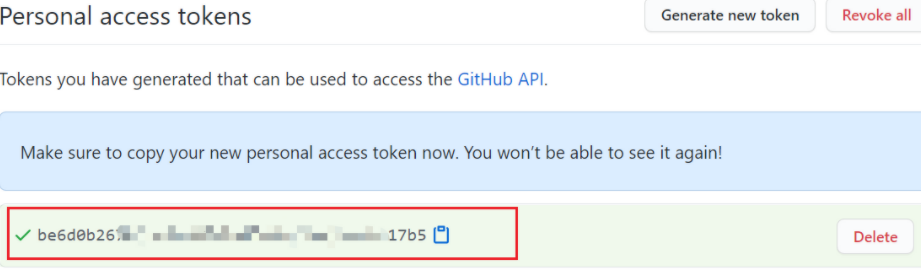 Personal access tokens Generate new token Revoke all
Tokens you have generated that can be used to access the GitHub API.
Make sure to copy your new personal access token now. You won't be able to see it again!
be6d0b26 17b5 Delete